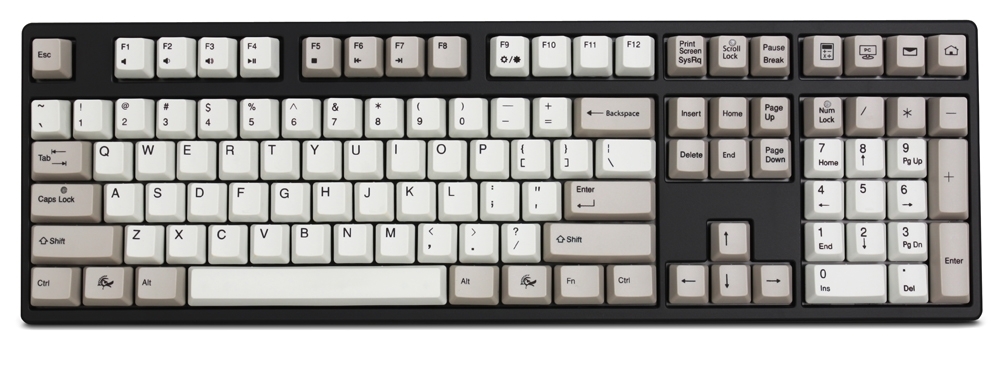 Esc F1 F2 F3 F4 F5 F6 F7 F8 F9 F10 F11 F12 Print Screen SysRq Scroll Lock Pause Break PC
~ ` ! 1 @ 2 # 3 $ 4 % 5 ^ 6 & 7 * 8 ( 9 ) 0 — - + = ← Backspace Insert Home Page Up Num Lock / * —
Tab Q W E R T Y U I O P { [ } ] | \ Delete End Page Down 7 Home 8 ↑ 9 Pg Up +
Caps Lock A S D F G H J K L : ; " ' Enter 4 ← 5 6 →
Shift Z X C V B N M < , > . ? / Shift ↑ 1 End 2 ↓ 3 Pg Dn Enter
Ctrl Alt Alt Fn Ctrl ← ↓ → 0 Ins . Del